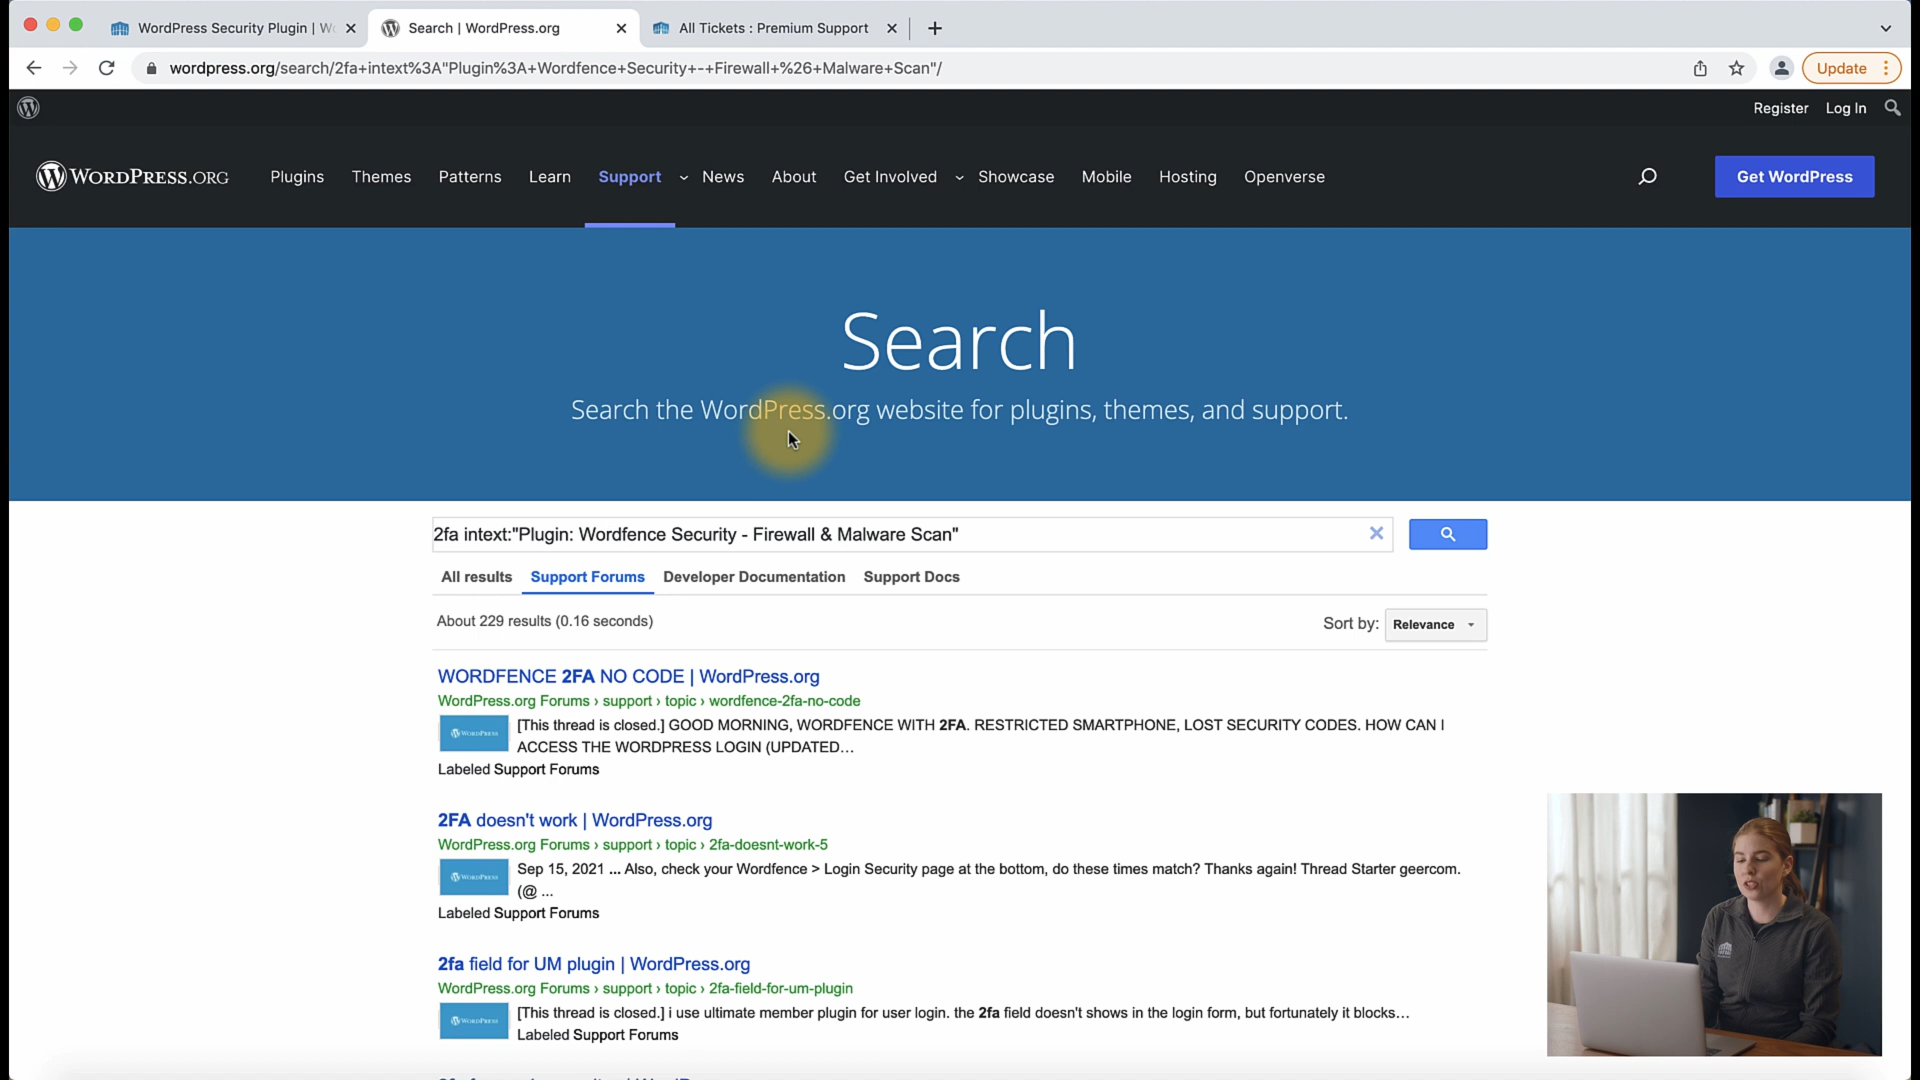 WordPress Security Plugin | W
Search | WordPress.org
All Tickets : Premium Support
wordpress.org/search/2fa+intext%3A"Plugin%3A+Wordfence+Security+-+Firewall+%26+Malware+Scan"/
Update
Register
Log In
WORDPRESS.ORG
Plugins
Themes
Patterns
Learn
Support
News
About
Get Involved
Showcase
Mobile
Hosting
Openverse
Get WordPress
Search
Search the WordPress.org website for plugins, themes, and support.
2fa intext:"Plugin: Wordfence Security - Firewall & Malware Scan"
All results
Support Forums
Developer Documentation
Support Docs
About 229 results (0.16 seconds)
Sort by:
Relevance
WORDFENCE 2FA NO CODE | WordPress.org
WordPress.org Forums › support › topic › wordfence-2fa-no-code
WORDPRESS
[This thread is closed.] GOOD MORNING, WORDFENCE WITH 2FA. RESTRICTED SMARTPHONE, LOST SECURITY CODES. HOW CAN I
ACCESS THE WORDPRESS LOGIN (UPDATED...
Labeled Support Forums
2FA doesn't work | WordPress.org
WordPress.org Forums › support › topic › 2fa-doesnt-work-5
WORDPRESS
Sep 15, 2021 ... Also, check your Wordfence > Login Security page at the bottom, do these times match? Thanks again! Thread Starter geercom.
(@ ...
Labeled Support Forums
2fa field for UM plugin | WordPress.org
WordPress.org Forums › support › topic › 2fa-field-for-um-plugin
WORDPRESS
[This thread is closed.] i use ultimate member plugin for user login. the 2fa field doesn't shows in the login form, but fortunately it blocks...
Labeled Support Forums